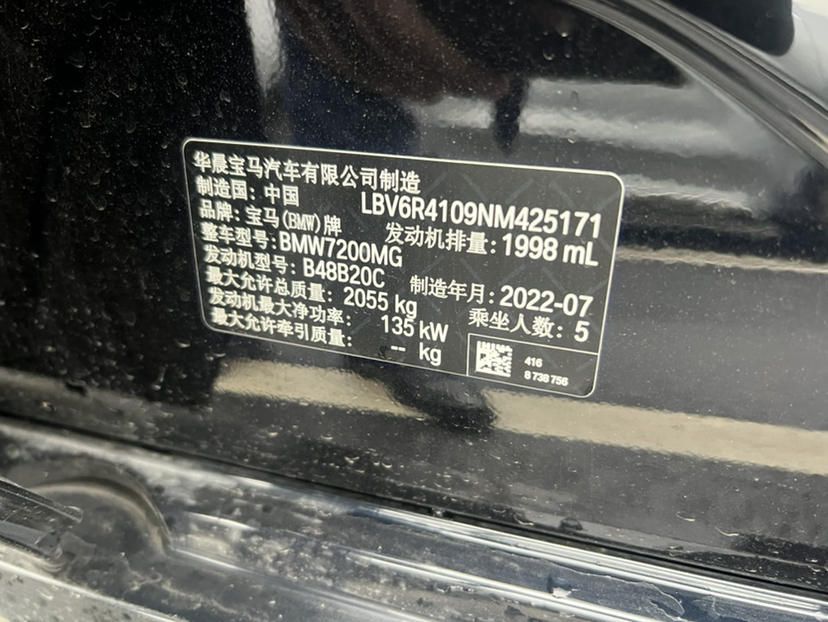 华晨宝马汽车有限公司制造
制造国：中国 LBV6R4109NM425171
品牌：宝马(BMW)牌 发动机排量：1998 mL
整车型号：BMW7200MG
发动机型号：B48B20C 制造年月：2022-07
最大允许总质量：2055 kg 乘坐人数：5
发动机最大净功率：135 kW
最大允许牵引质量：-- kg
416
8 738 756